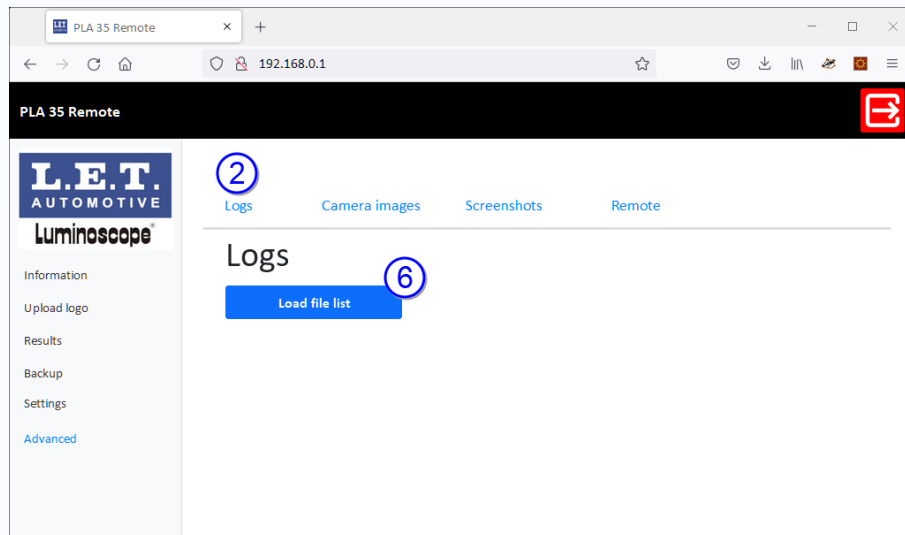 PLA 35 Remote
192.168.0.1
PLA 35 Remote
L.E.T.
AUTOMOTIVE
Luminoscope®
Information
Upload logo
Results
Backup
Settings
Advanced
2
Logs Camera images Screenshots Remote
Logs
6
Load file list